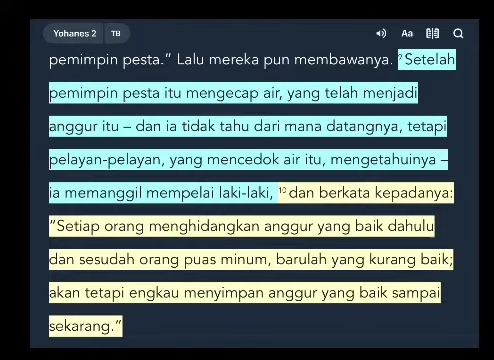 Yohanes 2 TB Aa
pemimpin pesta.” Lalu mereka pun membawanya. 9 Setelah
pemimpin pesta itu mengecap air, yang telah menjadi
anggur itu – dan ia tidak tahu dari mana datangnya, tetapi
pelayan-pelayan, yang mencedok air itu, mengetahuinya –
ia memanggil mempelai laki-laki, 10 dan berkata kepadanya:
“Setiap orang menghidangkan anggur yang baik dahulu
dan sesudah orang puas minum, barulah yang kurang baik;
akan tetapi engkau menyimpan anggur yang baik sampai
sekarang.”